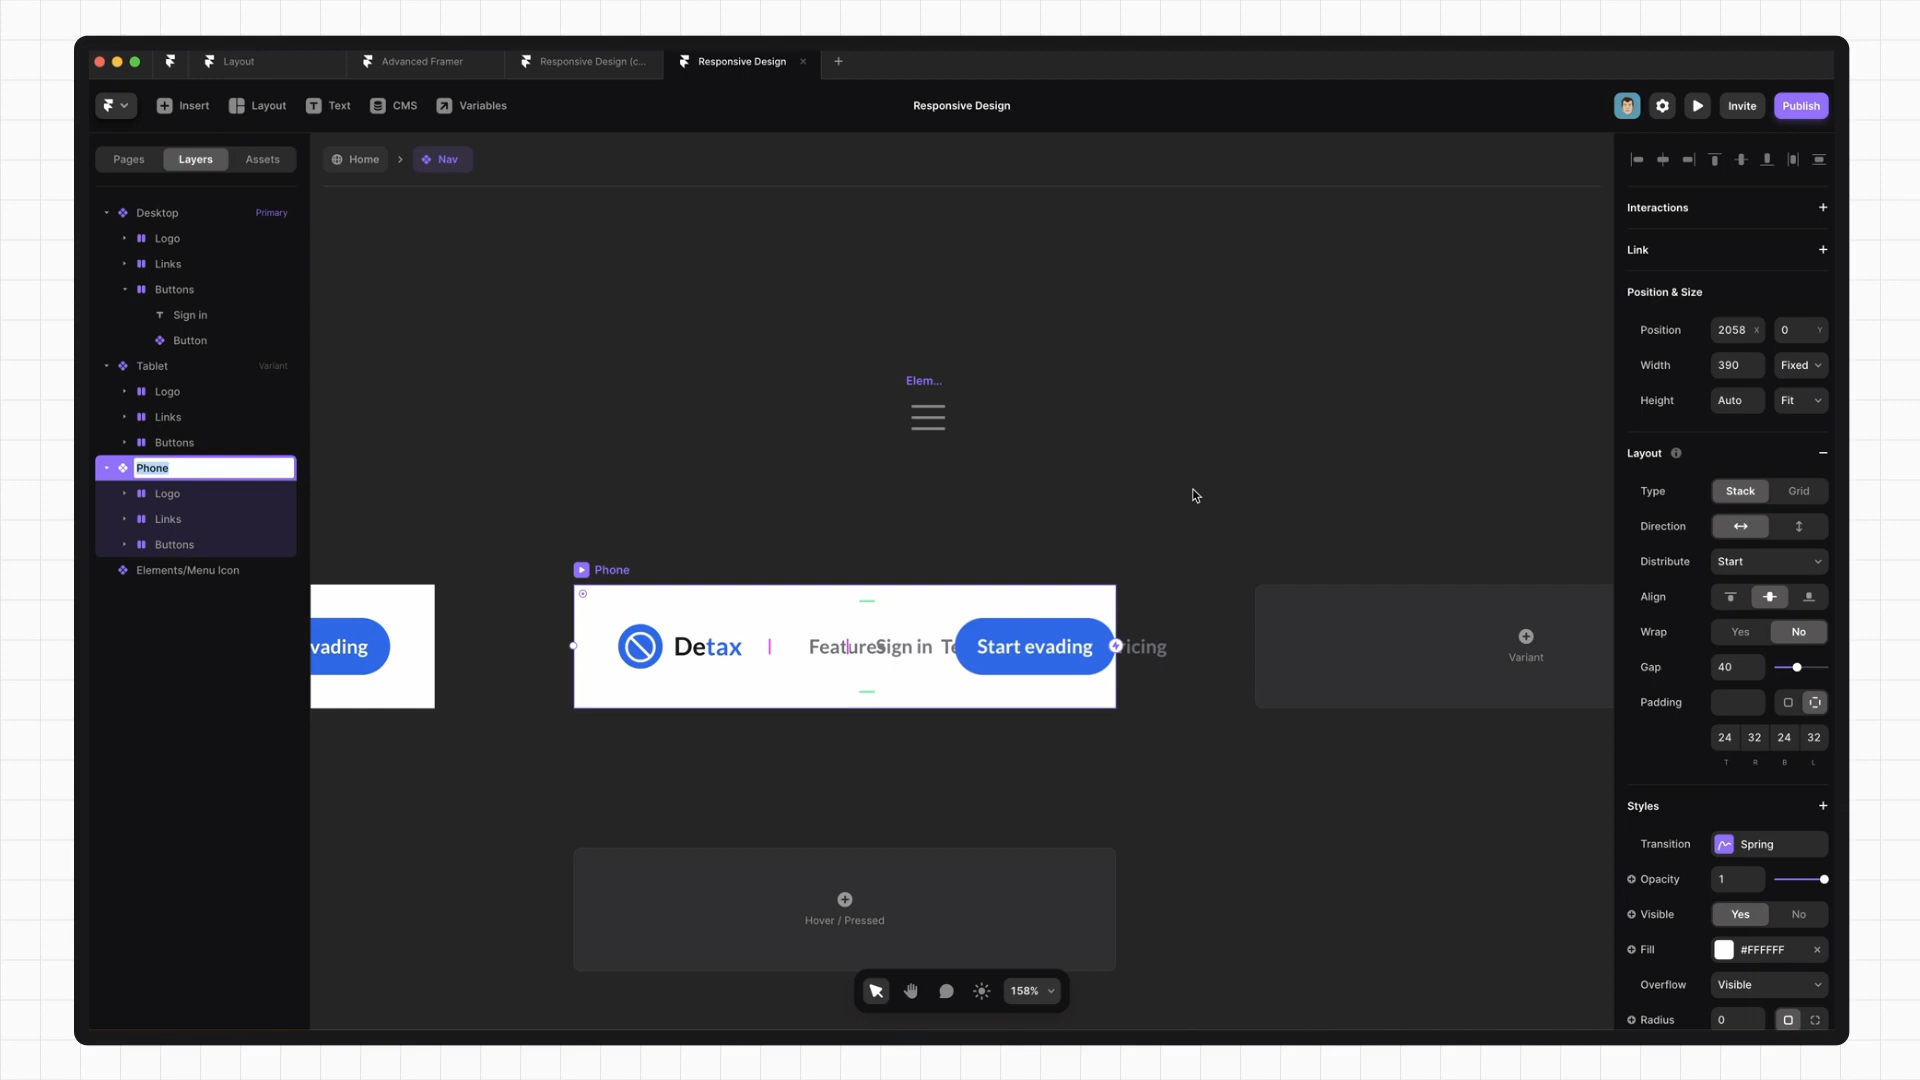 Layout
Advanced Framer
Responsive Design (c...
Responsive Design
Insert
Layout
Text
CMS
Variables
Responsive Design
Invite
Publish
Pages
Layers
Assets
Home
Nav
Desktop
Primary
Logo
Links
Buttons
Sign in
Button
Tablet
Variant
Logo
Links
Buttons
Phone
Logo
Links
Buttons
Elements/Menu Icon
Elem...
vading
Phone
Detax
Features
Sign in
Te
Start evading
ricing
Variant
Hover / Pressed
158%
Interactions
Link
Position & Size
Position 2058 X 0 Y
Width 390 Fixed
Height Auto Fit
Layout
Type Stack Grid
Direction
Distribute Start
Align
Wrap Yes No
Gap 40
Padding
24 32 24 32
T R B L
Styles
Transition Spring
Opacity 1
Visible Yes No
Fill #FFFFFF
Overflow Visible
Radius 0